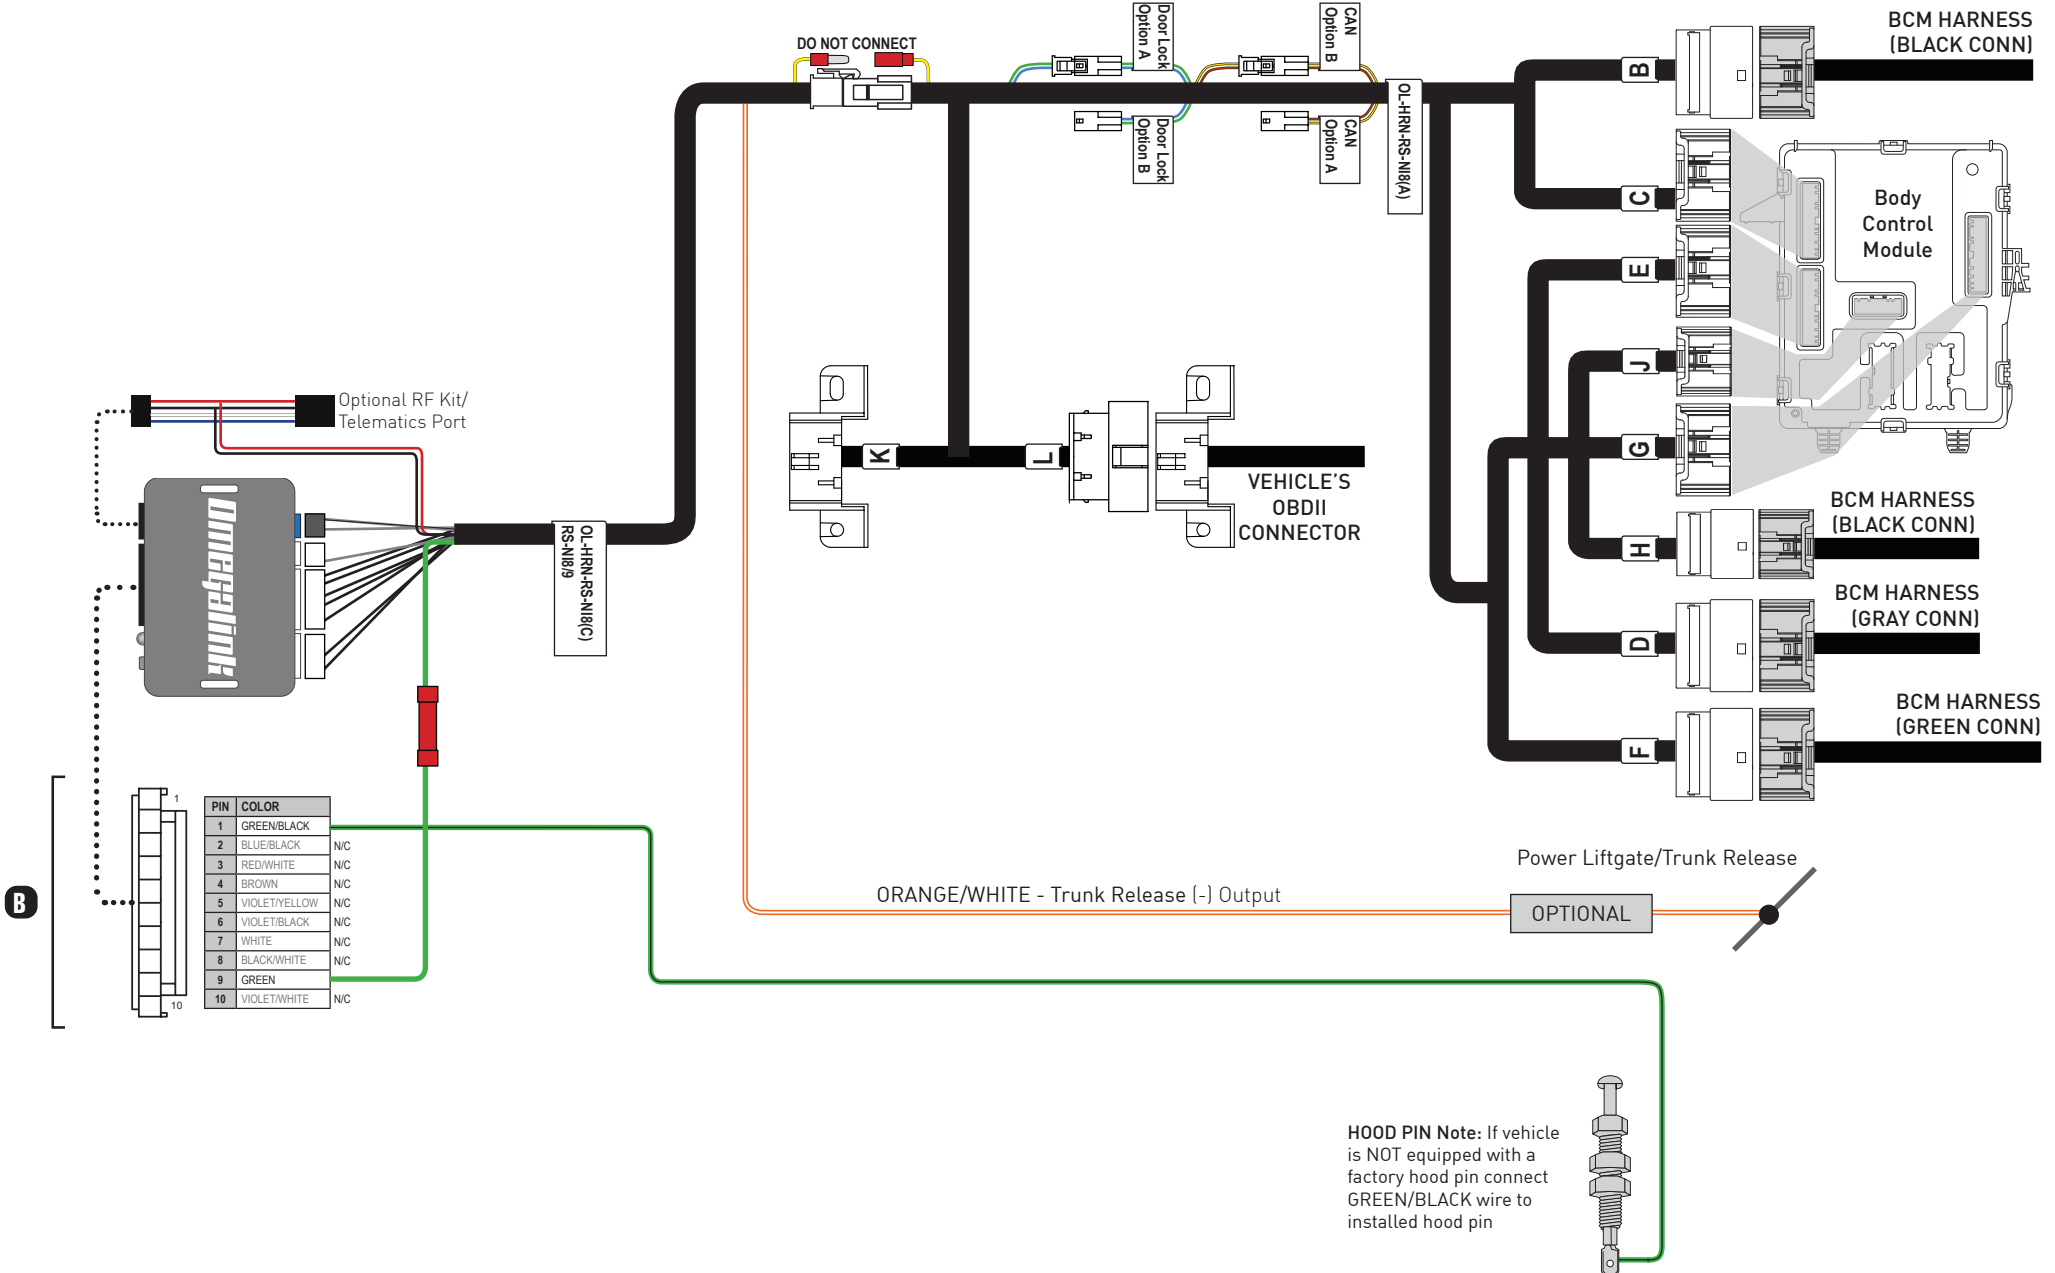 DO NOT CONNECT
Door Lock
Option A
CAN
Option B
Door Lock
Option B
CAN
Option A
OL-HRN-RS-NI8(A)
B
BCM HARNESS
(BLACK CONN)
C
Body
Control
Module
E
J
G
Optional RF Kit/
Telematics Port
K
L
VEHICLE'S
OBDII
CONNECTOR
BCM HARNESS
(BLACK CONN)
H
Omegalink
OL-HRN-RS-NI8(C)
RS-NI8/9
BCM HARNESS
(GRAY CONN)
D
BCM HARNESS
(GREEN CONN)
F
B
1
10
PIN COLOR
1 GREEN/BLACK
2 BLUE/BLACK N/C
3 RED/WHITE N/C
4 BROWN N/C
5 VIOLET/YELLOW N/C
6 VIOLET/BLACK N/C
7 WHITE N/C
8 BLACK/WHITE N/C
9 GREEN
10 VIOLET/WHITE N/C
Power Liftgate/Trunk Release
ORANGE/WHITE - Trunk Release (-) Output
OPTIONAL
HOOD PIN Note: If vehicle
is NOT equipped with a
factory hood pin connect
GREEN/BLACK wire to
installed hood pin